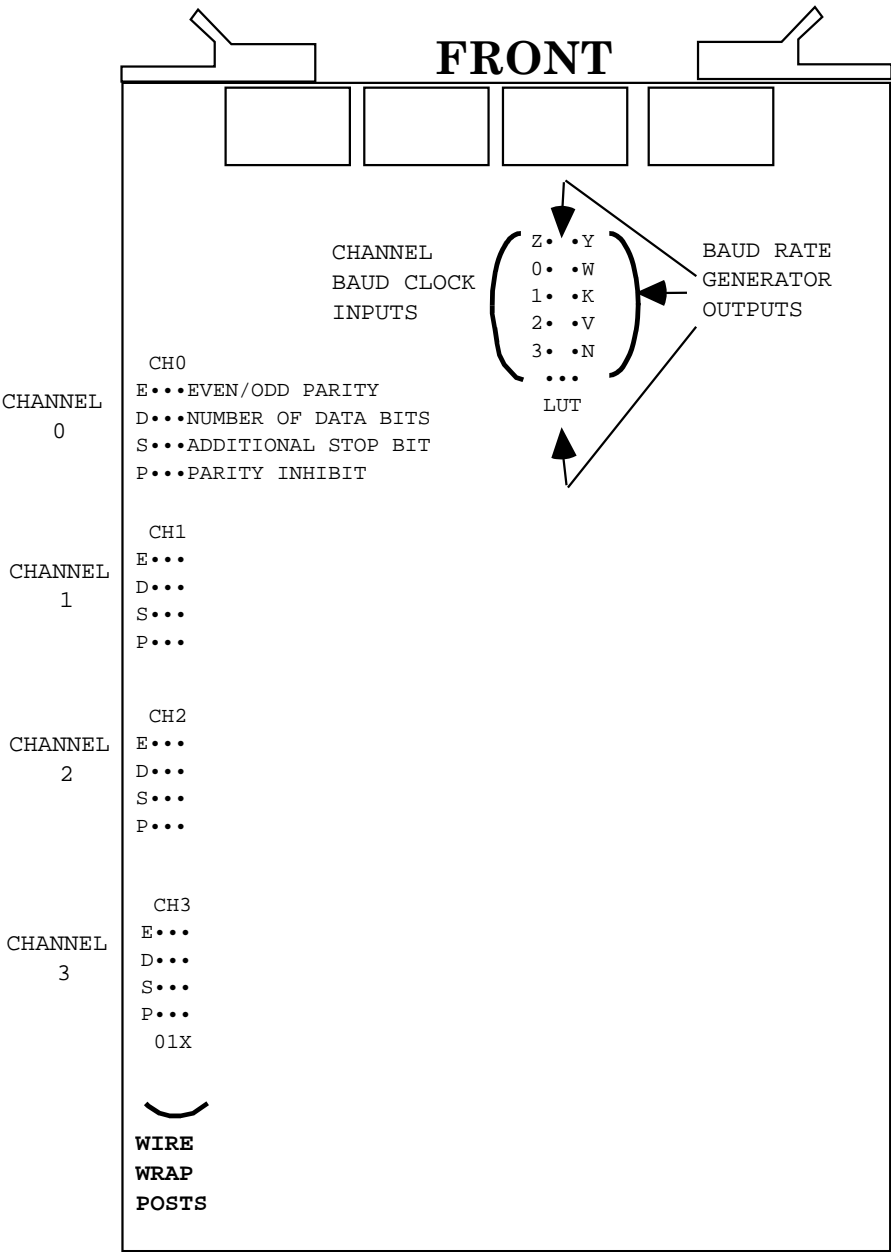 FRONT
CHANNEL
BAUD CLOCK
INPUTS
Z• •Y
0• •W
1• •K
2• •V
3• •N
•••
LUT
BAUD RATE
GENERATOR
OUTPUTS
CHANNEL
0
CH0
E•••EVEN/ODD PARITY
D•••NUMBER OF DATA BITS
S•••ADDITIONAL STOP BIT
P•••PARITY INHIBIT
CHANNEL
1
CH1
E•••
D•••
S•••
P•••
CHANNEL
2
CH2
E•••
D•••
S•••
P•••
CHANNEL
3
CH3
E•••
D•••
S•••
P•••
01X
WIRE
WRAP
POSTS